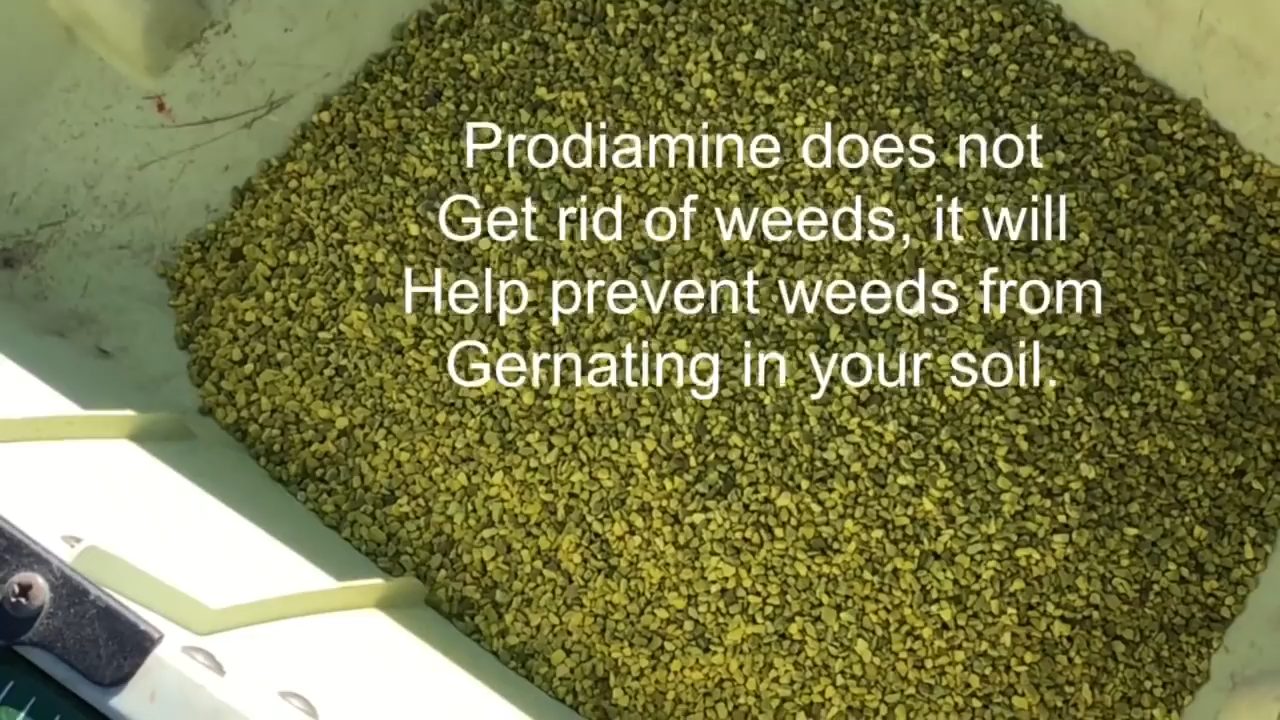 Prodiamine does not
Get rid of weeds, it will
Help prevent weeds from
Gernating in your soil.